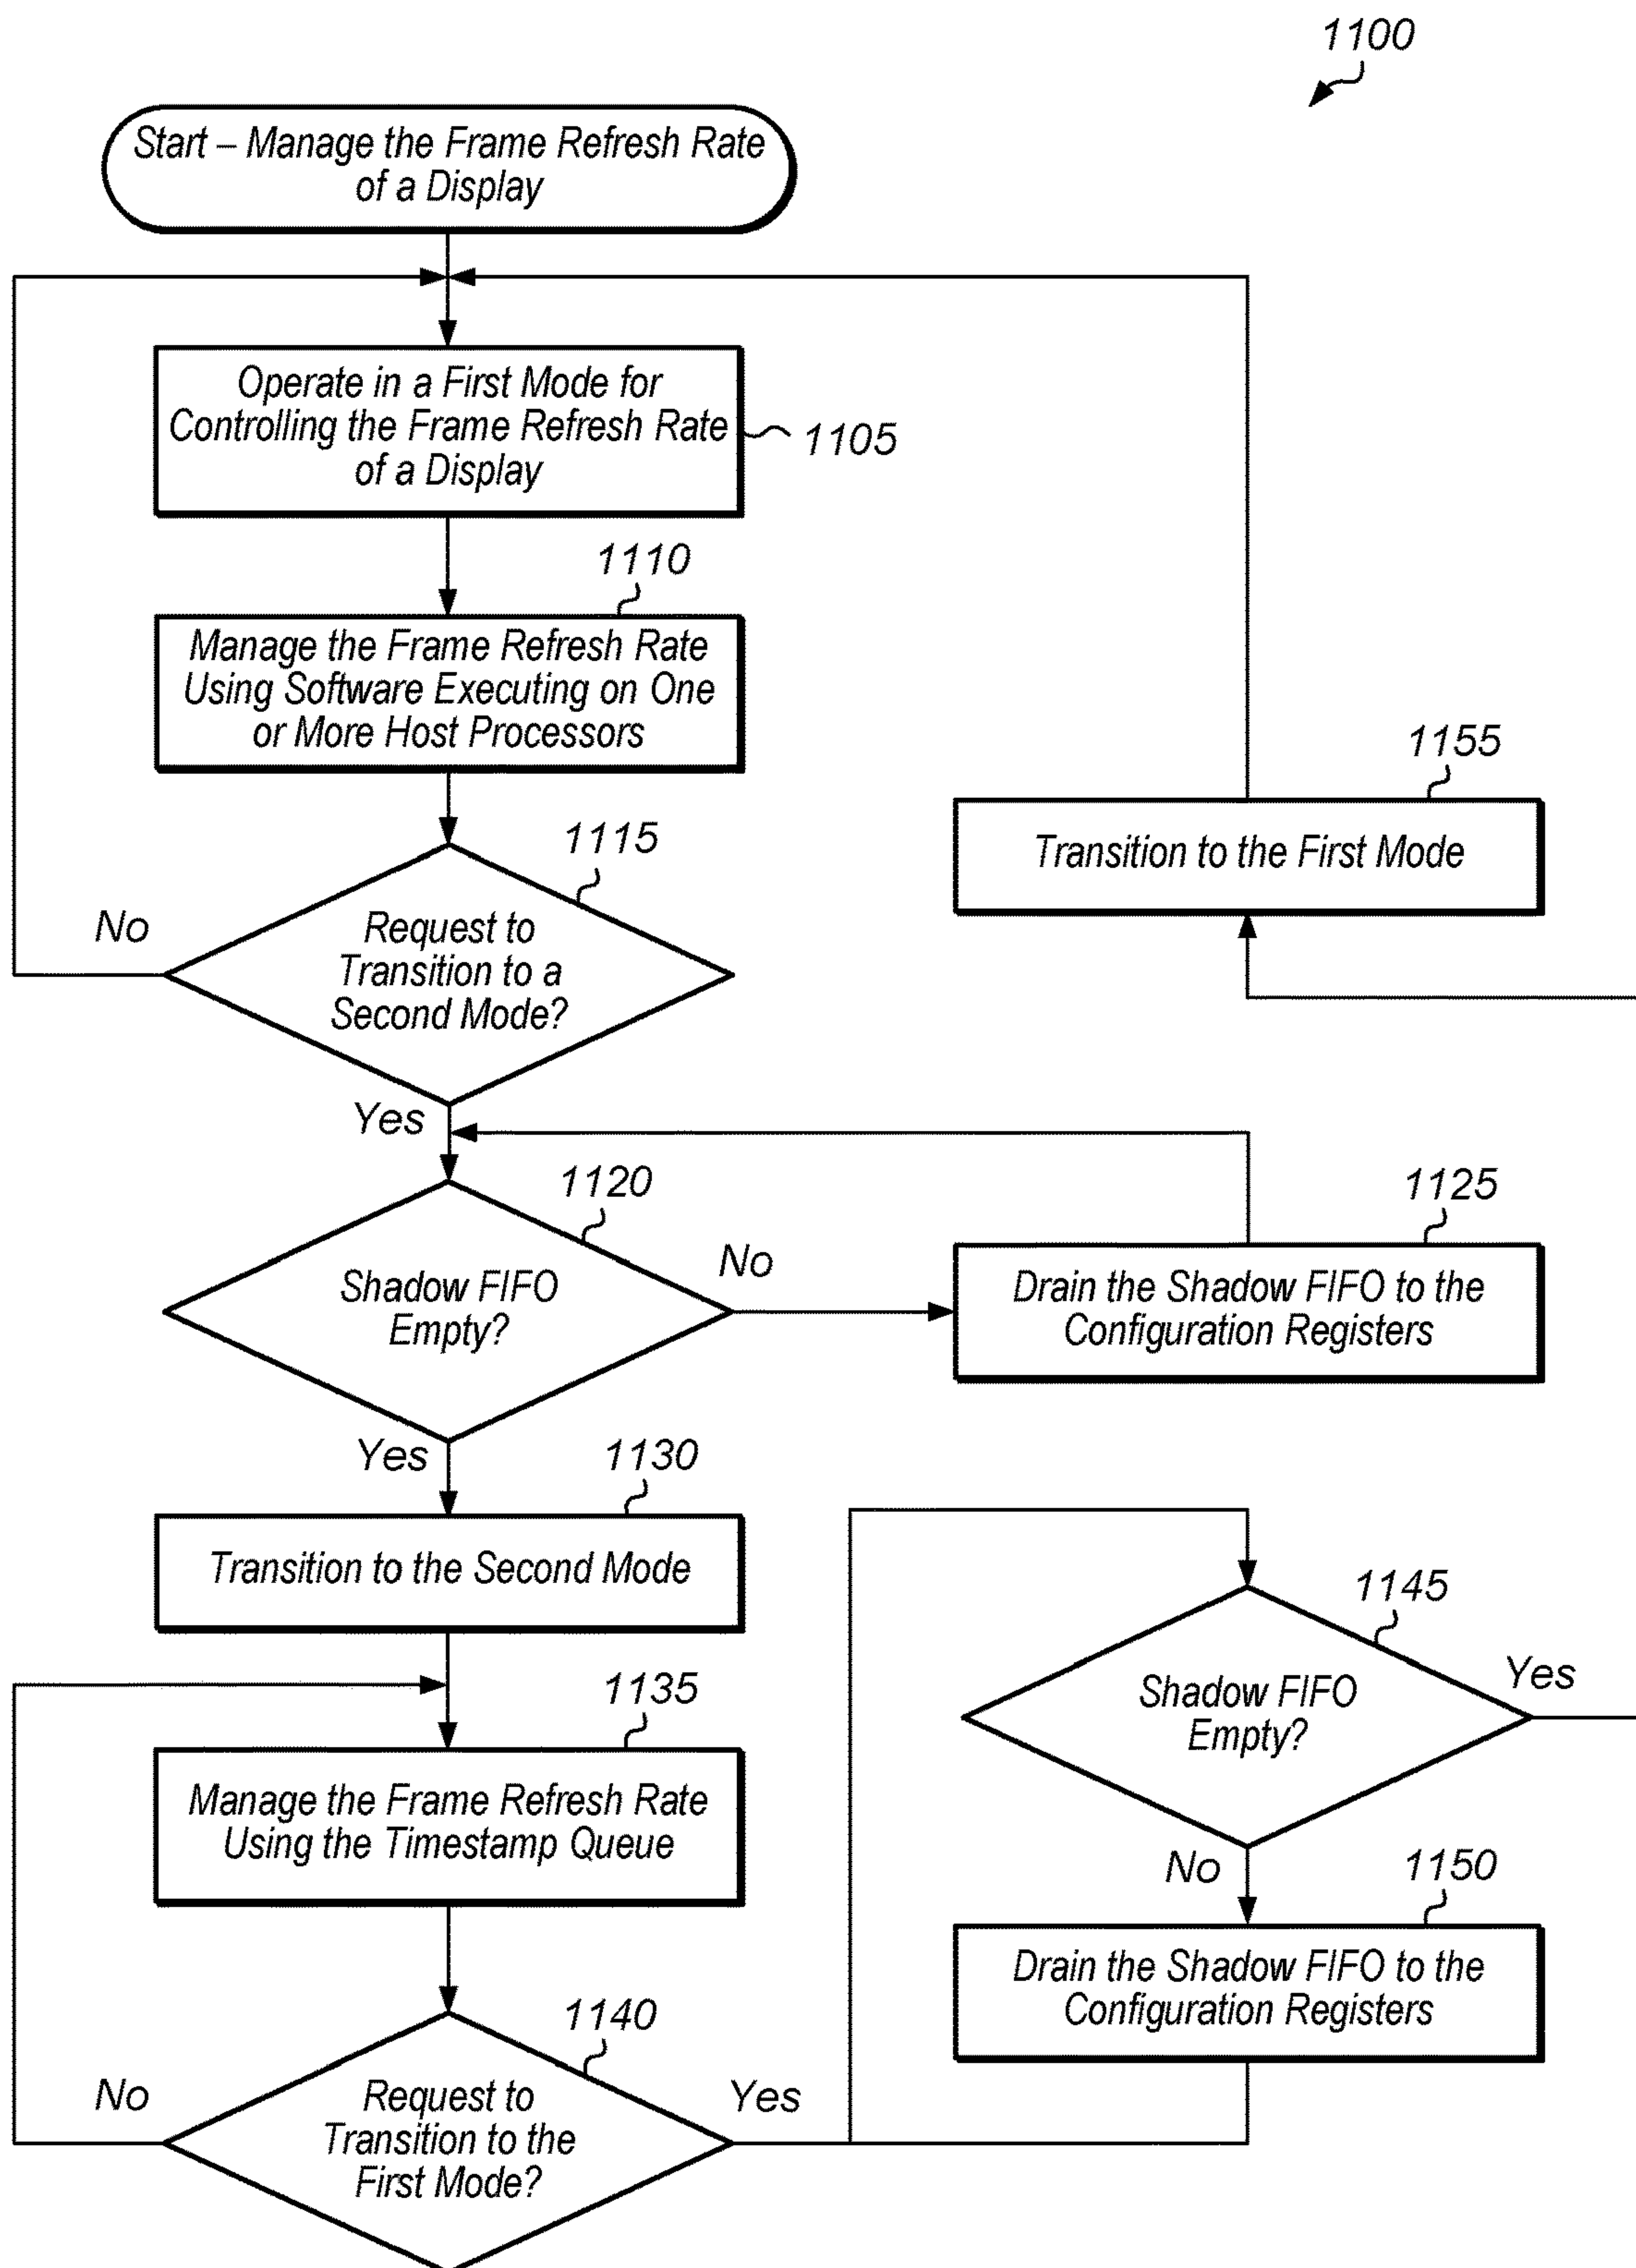 1100
Start – Manage the Frame Refresh Rate
of a Display
Operate in a First Mode for
Controlling the Frame Refresh Rate
of a Display
1105
1110
Manage the Frame Refresh Rate
Using Software Executing on One
or More Host Processors
1155
Transition to the First Mode
1115
Request to
Transition to a
Second Mode?
No
Yes
1120
Shadow FIFO
Empty?
No
1125
Drain the Shadow FIFO to the
Configuration Registers
Yes
1130
Transition to the Second Mode
1135
Manage the Frame Refresh Rate
Using the Timestamp Queue
1140
Request to
Transition to the
First Mode?
No
Yes
1145
Shadow FIFO
Empty?
Yes
No
1150
Drain the Shadow FIFO to the
Configuration Registers